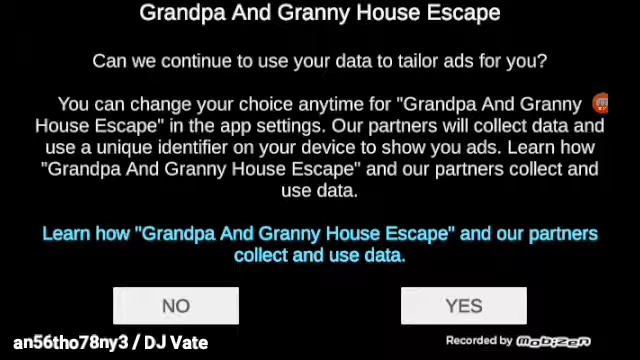 Grandpa And Granny House Escape
Can we continue to use your data to tailor ads for you?
You can change your choice anytime for "Grandpa And Granny
House Escape" in the app settings. Our partners will collect data and
use a unique identifier on your device to show you ads. Learn how
"Grandpa And Granny House Escape" and our partners collect and
use data.
Learn how "Grandpa And Granny House Escape" and our partners
collect and use data.
NO
YES
an56tho78ny3 / DJ Vate
Recorded by Mobizen